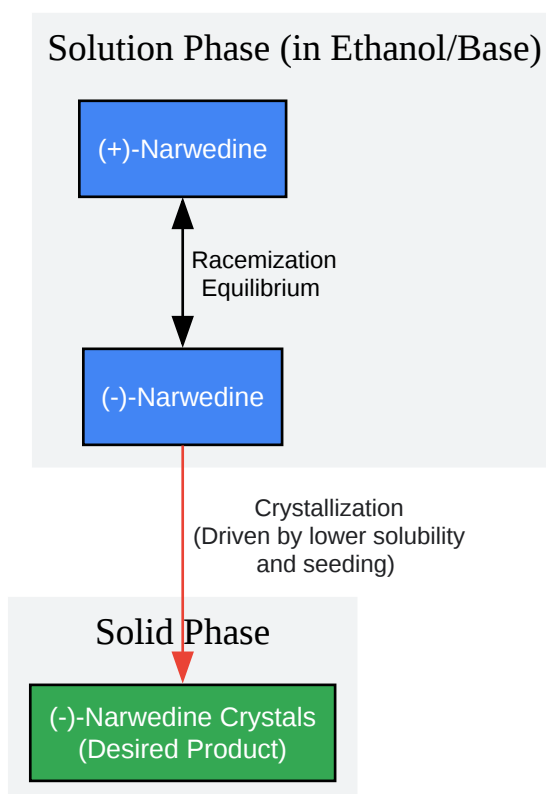 Solution Phase (in Ethanol/Base)
(+)-Narwedine
Racemization
Equilibrium
(-)-Narwedine
Crystallization
(Driven by lower solubility
and seeding)
Solid Phase
(-)-Narwedine Crystals
(Desired Product)